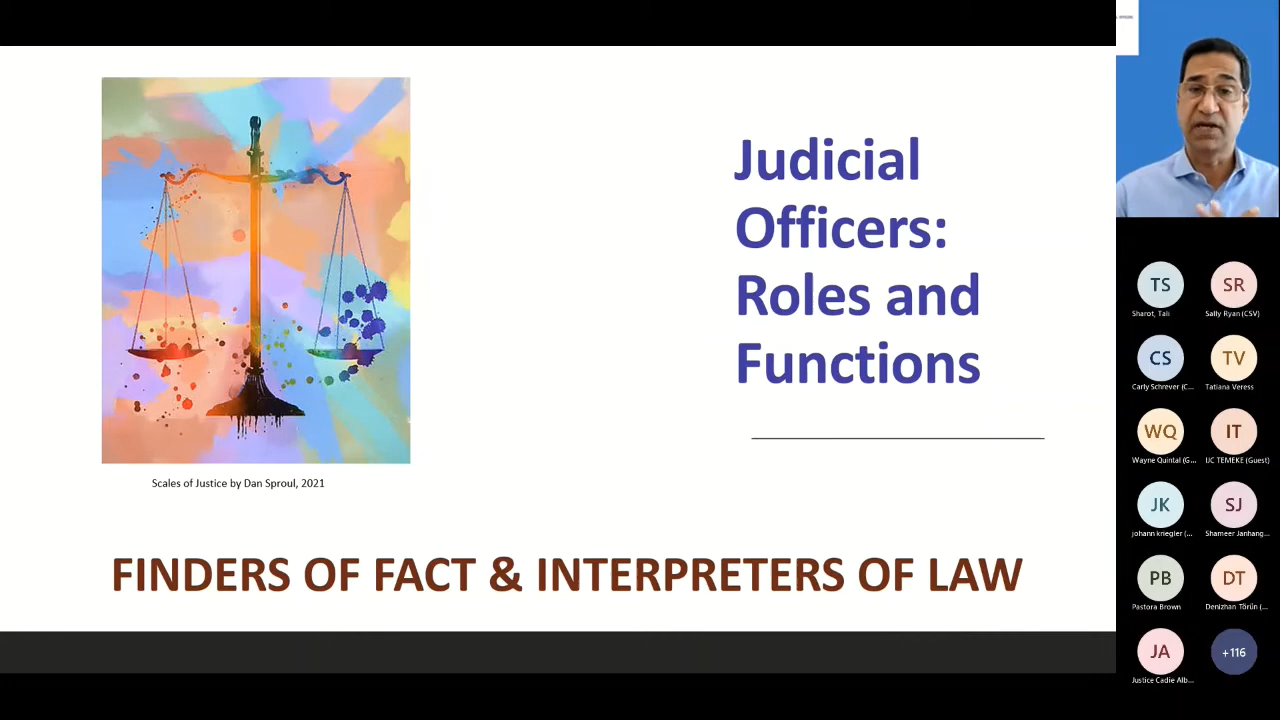 Judicial
Officers:
Roles and
Functions
Scales of Justice by Dan Sproul, 2021
FINDERS OF FACT & INTERPRETERS OF LAW
TS
SR
Sharot, Tali
Sally Ryan (CSV)
CS
TV
Carly Schrever (C...
Tatiana Veress
WQ
IT
Wayne Quintal (G...
IJC TEMEKE (Guest)
JK
SJ
johann kriegler (...
Shameer Janhang...
PB
DT
Pastora Brown
Denizhan Törün (...
JA
+116
Justice Cadie Alb...